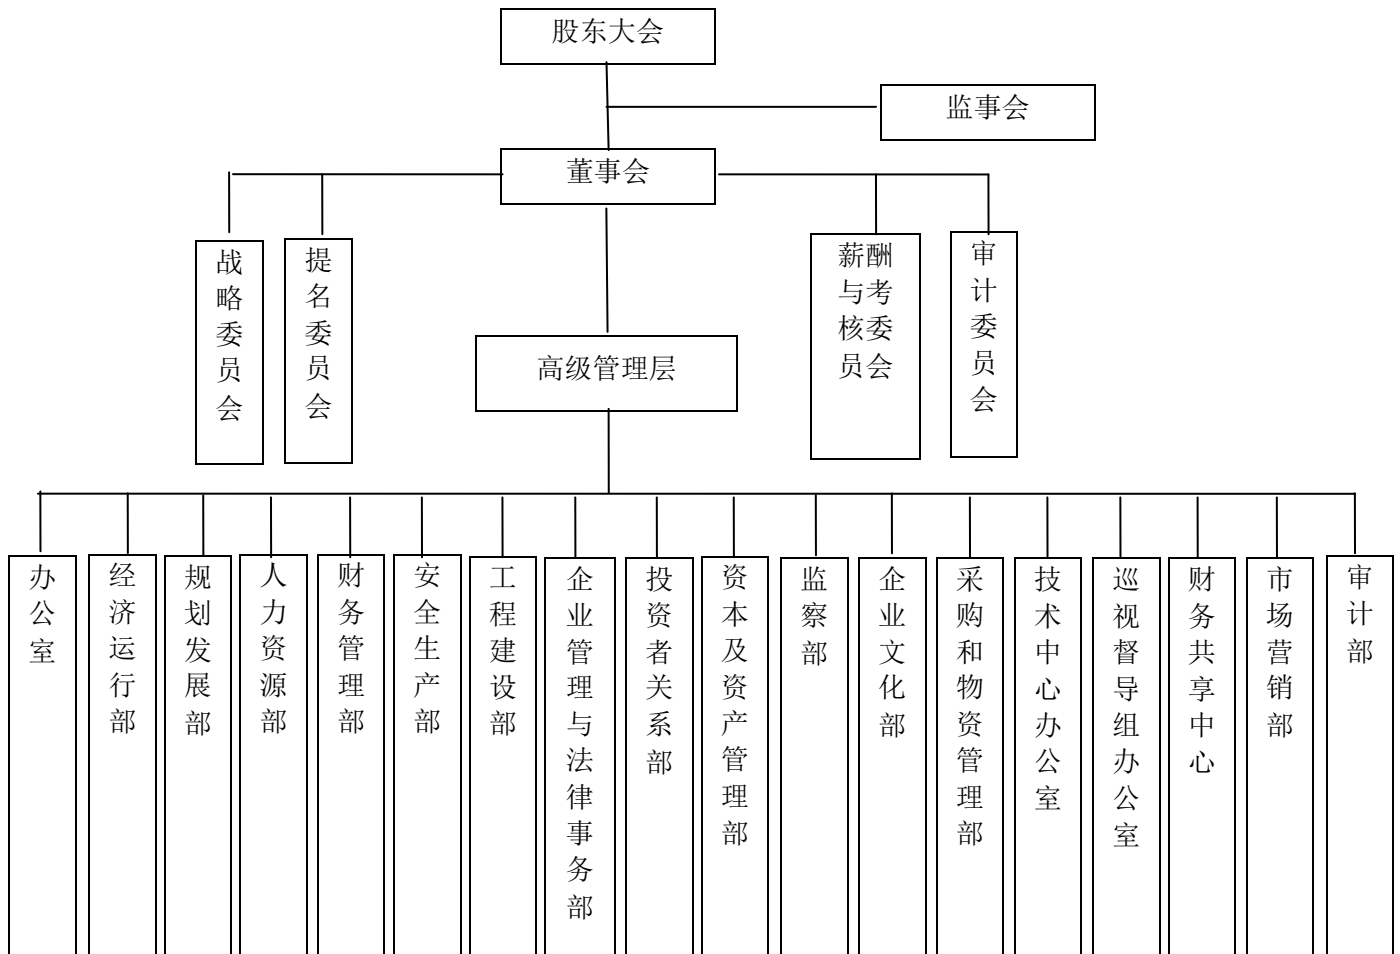 股东大会
监事会
董事会
战略委员会
提名委员会
薪酬
与考
核委
员会
审计委员会
高级管理层
办公室
经济运行部
规划发展部
人力资源部
财务管理部
安全生产部
工程建设部
企业管理与法律事务部
投资者关系部
资本及资产管理部
监察部
企业文化部
采购和物资管理部
技术中心办公室
巡视督导组办公室
财务共享中心
市场营销部
审计部